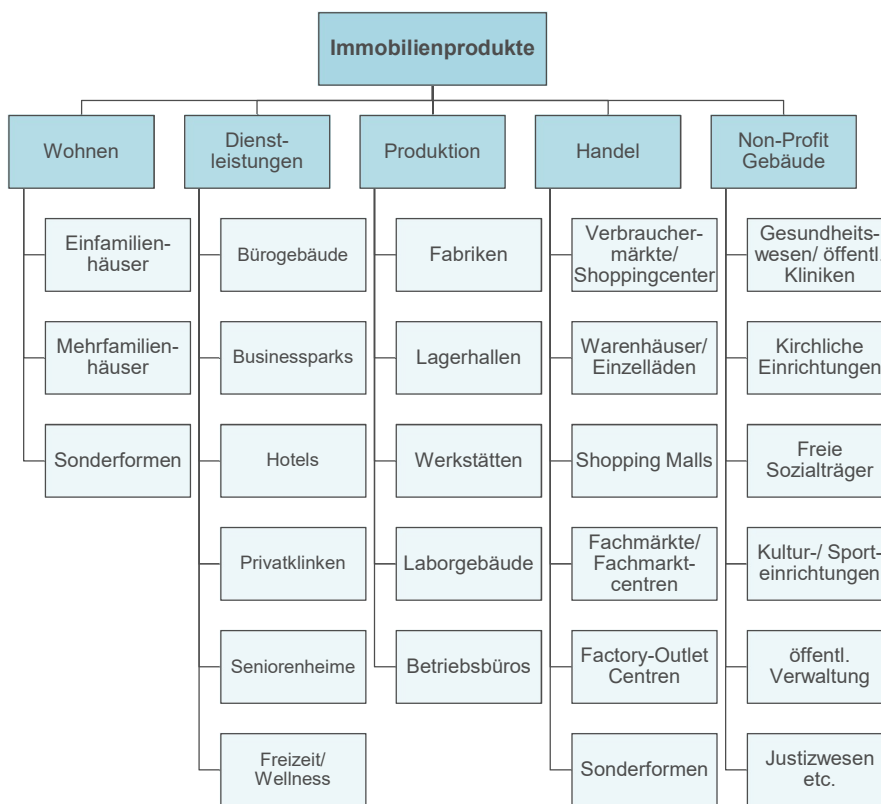 Immobilienprodukte
Wohnen
Dienst-
leistungen
Produktion
Handel
Non-Profit
Gebäude
Einfamilien-
häuser
Mehrfamilien-
häuser
Sonderformen
Bürogebäude
Businessparks
Hotels
Privatklinken
Seniorenheime
Freizeit/
Wellness
Fabriken
Lagerhallen
Werkstätten
Laborgebäude
Betriebsbüros
Verbraucher-
märkte/
Shoppingcenter
Warenhäuser/
Einzelläden
Shopping Malls
Fachmärkte/
Fachmarkt-
centren
Factory-Outlet
Centren
Sonderformen
Gesundheits-
wesen/ öffentl.
Kliniken
Kirchliche
Einrichtungen
Freie
Sozialträger
Kultur-/ Sport-
einrichtungen
öffentl.
Verwaltung
Justizwesen
etc.